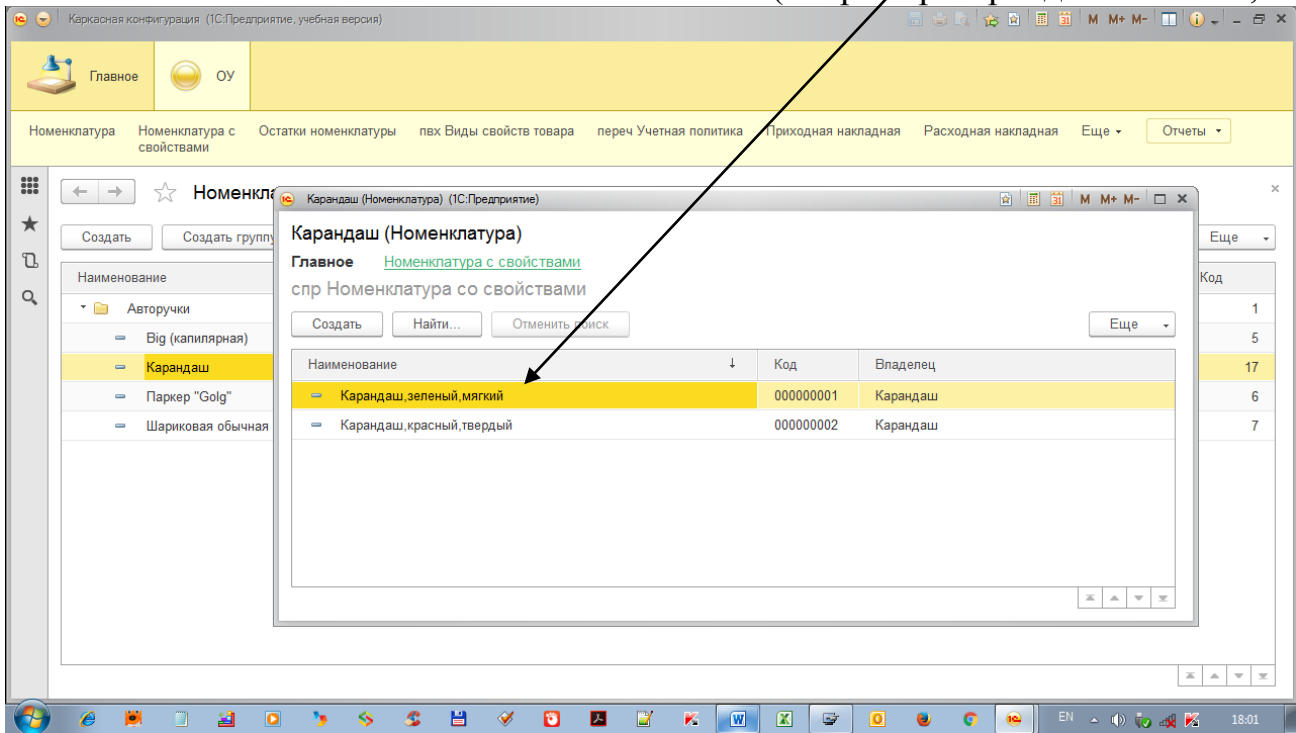 Каркасная конфигурация (1С:Предприятие, учебная версия)
M M+ M-
Главное
ОУ
Номенклатура
Номенклатура с свойствами
Остатки номенклатуры
пвх Виды свойств товара
переч Учетная политика
Приходная накладная
Расходная накладная
Еще
Отчеты
Создать
Создать группу
Еще
Наименование
Код
Авторучки
1
Big (капилярная)
5
Карандаш
17
Паркер "Golg"
6
Шариковая обычная
7
Карандаш (Номенклатура) (1С:Предприятие)
31
M M+ M-
Карандаш (Номенклатура)
Главное
Номенклатура с свойствами
спр Номенклатура со свойствами
Создать
Найти...
Отменить поиск
Еще
Наименование
Код
Владелец
Карандаш,зеленый,мягкий
000000001
Карандаш
Карандаш,красный,твердый
000000002
Карандаш
EN
18:01